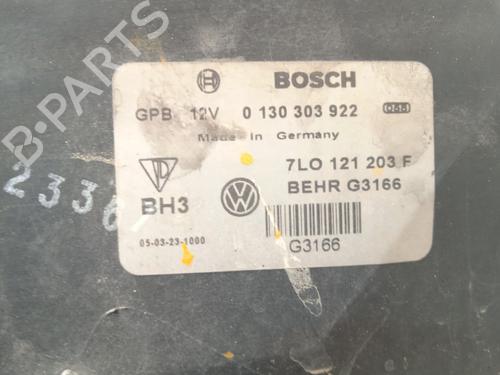 BOSCH
GPB 12V 0 130 303 922
Made in Germany
7LO 121 203 F
BEHR G3166
BH3
05-03-23-1000
G3166
2336
B-PARTS